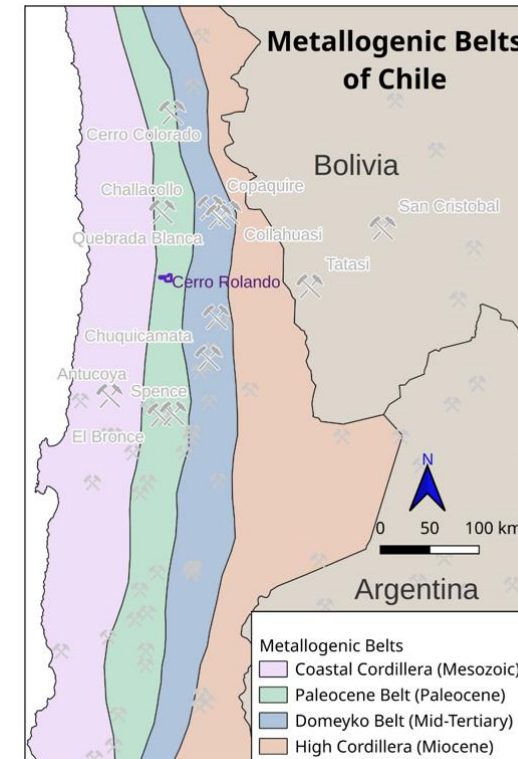 Metallogenic Belts
of Chile
Cerro Colorado
Bolivia
Challacollo
Copaquire
San Cristobal
Quebrada Blanca
Collahuasi
Tatasi
Cerro Rolando
Chuquicamata
Antucoya
Spence
El Bronce
N
0 50 100 km
Argentina
Metallogenic Belts
Coastal Cordillera (Mesozoic)
Paleocene Belt (Paleocene)
Domeyko Belt (Mid-Tertiary)
High Cordillera (Miocene)